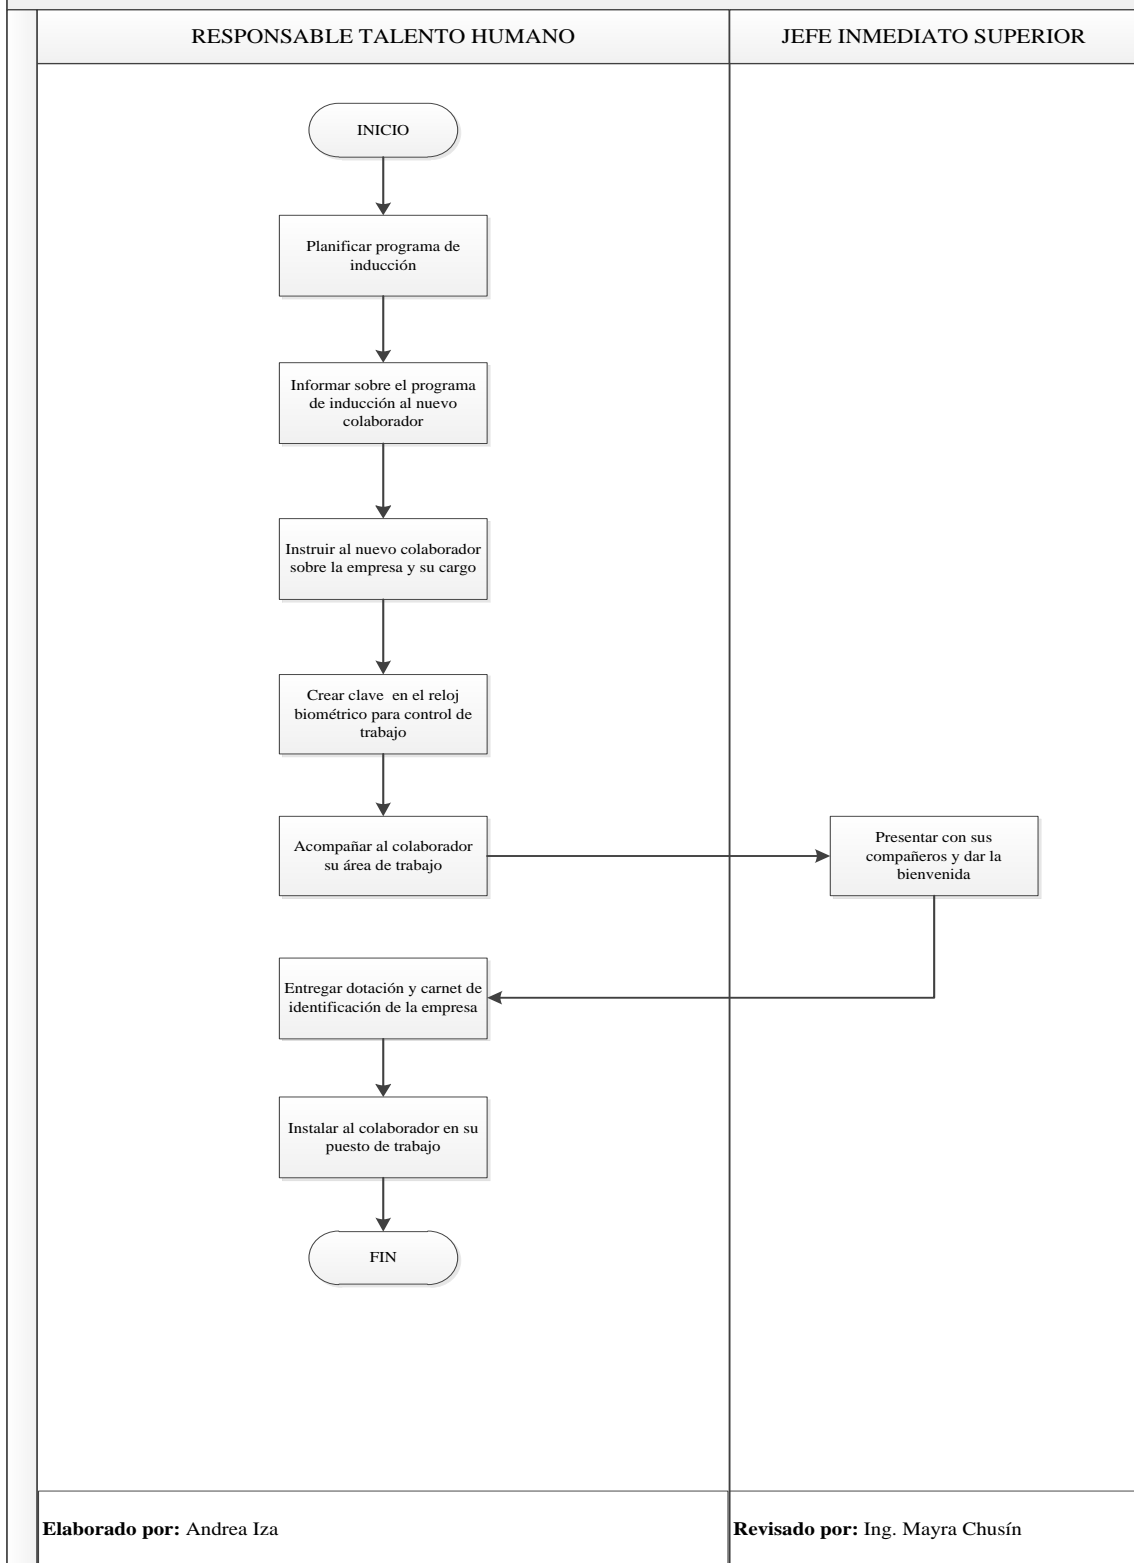 RESPONSABLE TALENTO HUMANO
JEFE INMEDIATO SUPERIOR
INICIO
Planificar programa de
inducción
Informar sobre el programa
de inducción al nuevo
colaborador
Instruir al nuevo colaborador
sobre la empresa y su cargo
Crear clave en el reloj
biométrico para control de
trabajo
Acompañar al colaborador
su área de trabajo
Presentar con sus
compañeros y dar la
bienvenida
Entregar dotación y carnet de
identificación de la empresa
Instalar al colaborador en su
puesto de trabajo
FIN
Elaborado por: Andrea Iza
Revisado por: Ing. Mayra Chusín